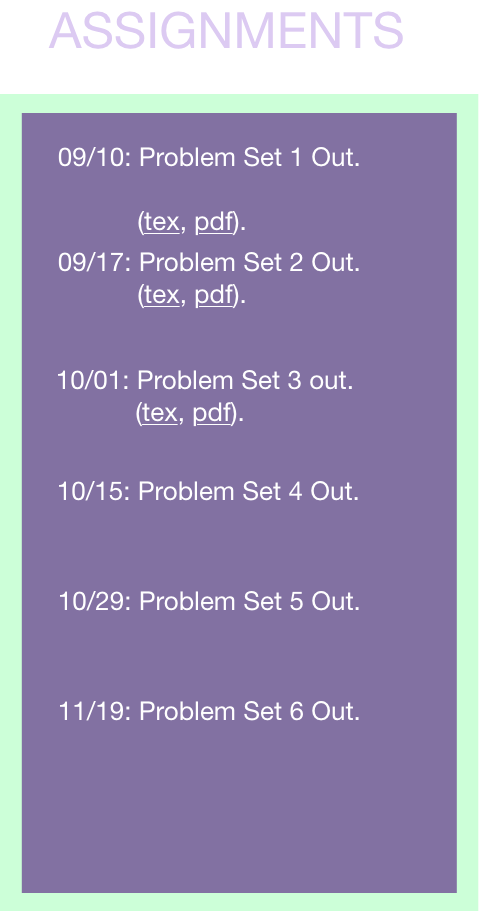 ASSIGNMENTS
09/10: Problem Set 1 Out.
(tex, pdf).
09/17: Problem Set 2 Out.
(tex, pdf).
10/01: Problem Set 3 out.
(tex, pdf).
10/15: Problem Set 4 Out.
10/29: Problem Set 5 Out.
11/19: Problem Set 6 Out.